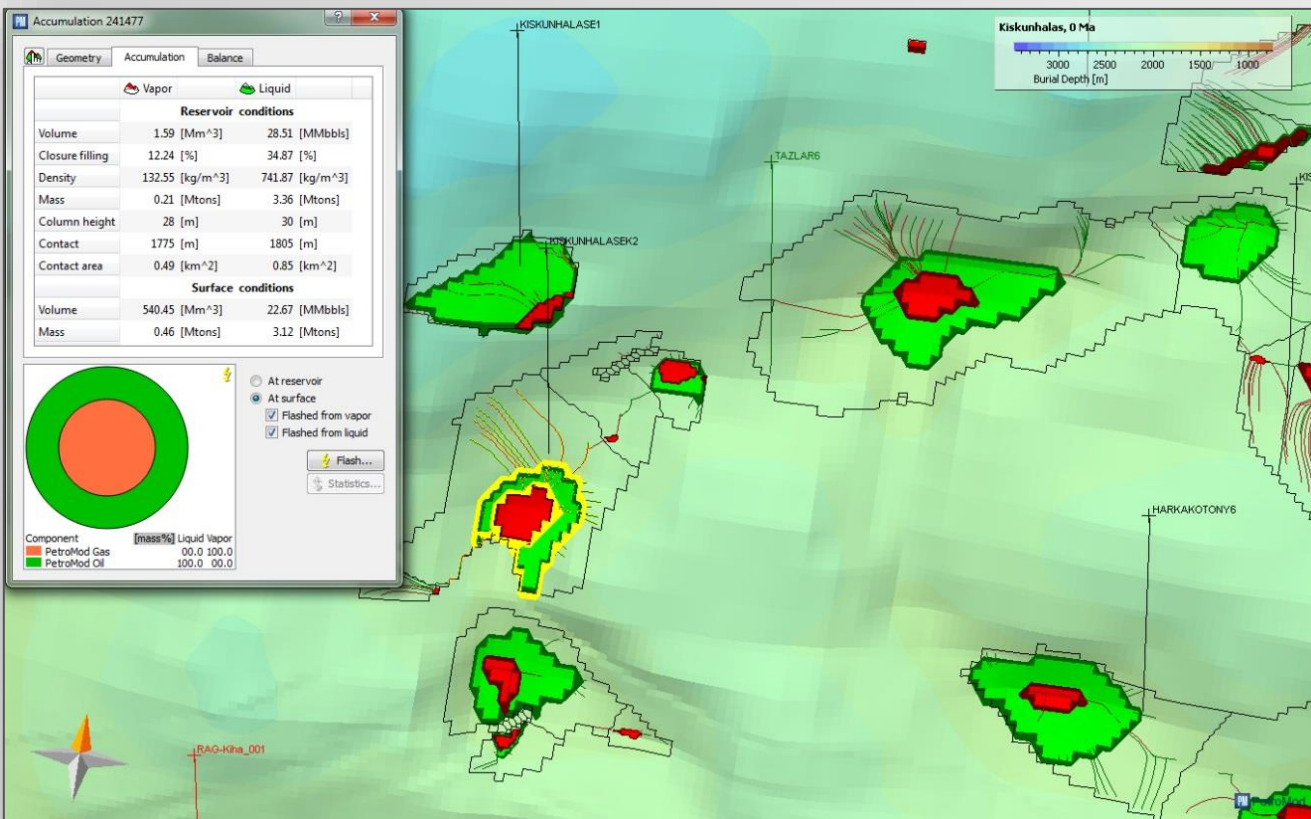 Accumulation 241477
Geometry Accumulation Balance
Vapor Liquid
Reservoir conditions
Volume 1.59 [Mm^3] 28.51 [MMbbls]
Closure filling 12.24 [%] 34.87 [%]
Density 132.55 [kg/m^3] 741.87 [kg/m^3]
Mass 0.21 [Mtons] 3.36 [Mtons]
Column height 28 [m] 30 [m]
Contact 1775 [m] 1805 [m]
Contact area 0.49 [km^2] 0.85 [km^2]
Surface conditions
Volume 540.45 [Mm^3] 22.67 [MMbbls]
Mass 0.46 [Mtons] 3.12 [Mtons]
At reservoir
At surface
Flashed from vapor
Flashed from liquid
Flash...
Statistics...
Component [mass%] Liquid Vapor
PetroMod Gas 00.0 100.0
PetroMod Oil 100.0 00.0
KISKUNHALASE1
Kiskunhalas, 0 Ma
3000 2500 2000 1500 1000
Burial Depth [m]
TAZLAR6
KIS
KISKUNHALASEK2
HARKAKOTONY6
RAG-Kiha_001
PM PetroMod